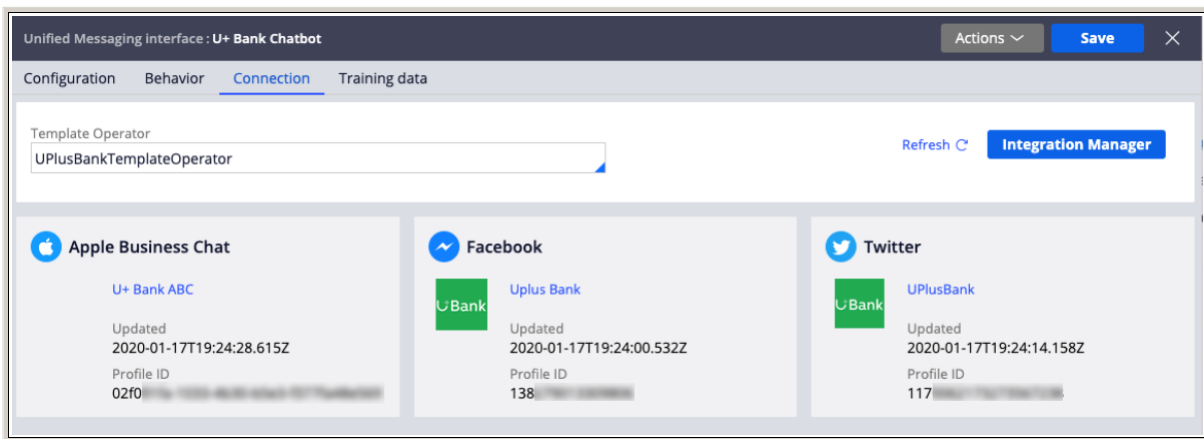 Unified Messaging interface : U+ Bank Chatbot
Actions
Save
Configuration Behavior Connection Training data
Template Operator
UPlusBankTemplateOperator
Refresh
Integration Manager
Apple Business Chat
U+ Bank ABC
Updated
2020-01-17T19:24:28.615Z
Profile ID
02f0
Facebook
UBank
Uplus Bank
Updated
2020-01-17T19:24:00.532Z
Profile ID
138
Twitter
UBank
UPlusBank
Updated
2020-01-17T19:24:14.158Z
Profile ID
117